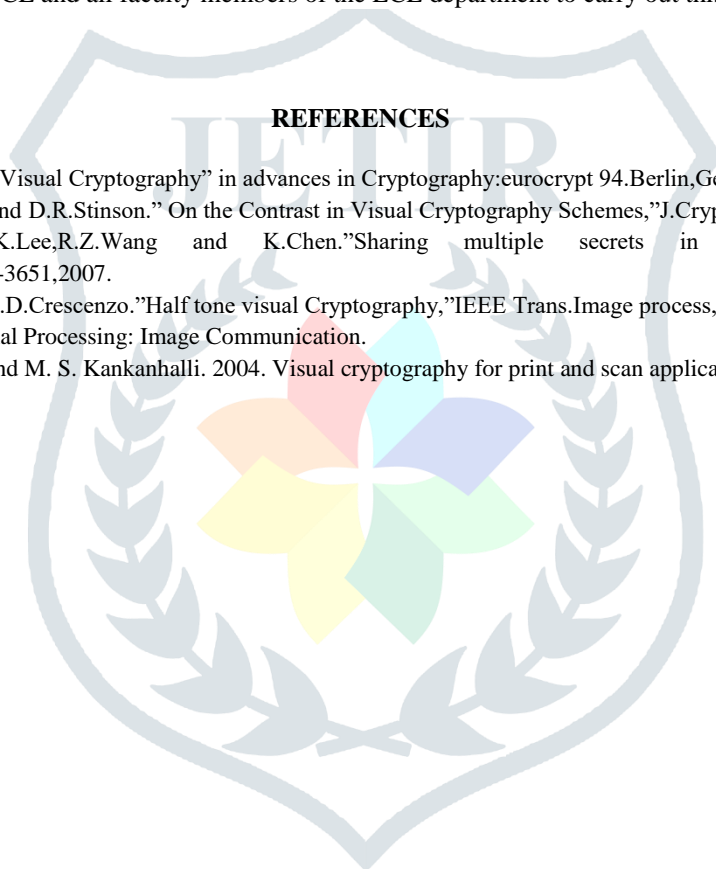 CE and all faculty members of the ECE department to carry out this
JETIR
REFERENCES
Visual Cryptography” in advances in Cryptography:eurocrypt 94.Berlin,Ge
nd D.R.Stinson.” On the Contrast in Visual Cryptography Schemes,”J.Cryp
K.Lee,R.Z.Wang and K.Chen.”Sharing multiple secrets in
-3651,2007.
.D.Crescenzo.”Half tone visual Cryptography,”IEEE Trans.Image process,
al Processing: Image Communication.
nd M. S. Kankanhalli. 2004. Visual cryptography for print and scan applica